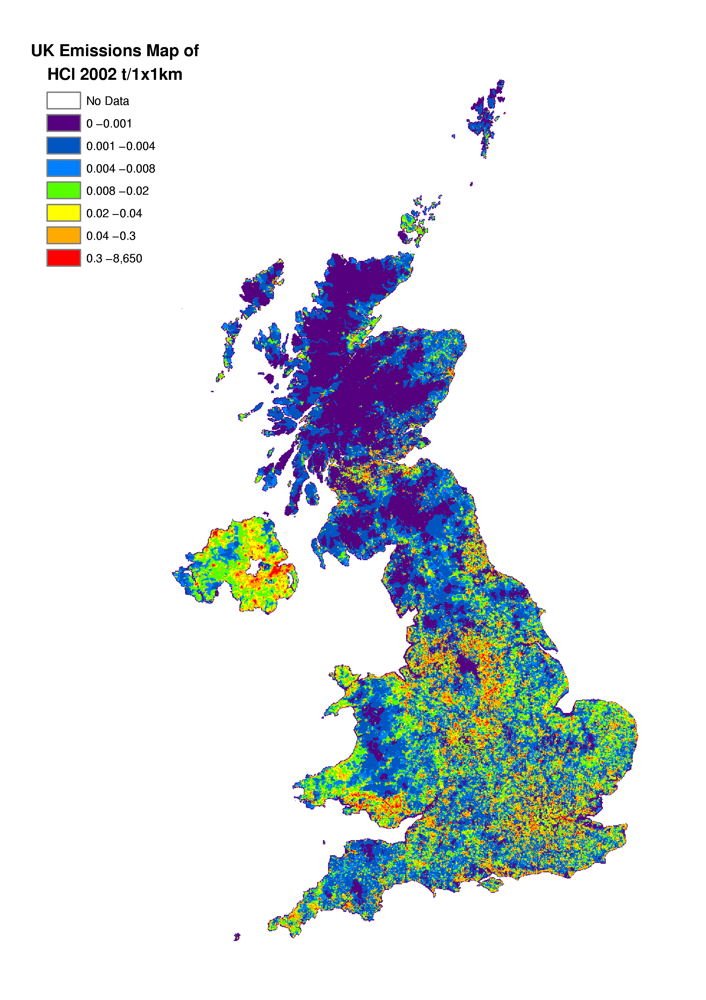 UK Emissions Map of
HCl 2002 t/1x1km
No Data
0 –0.001
0.001 –0.004
0.004 –0.008
0.008 –0.02
0.02 –0.04
0.04 –0.3
0.3 –8,650